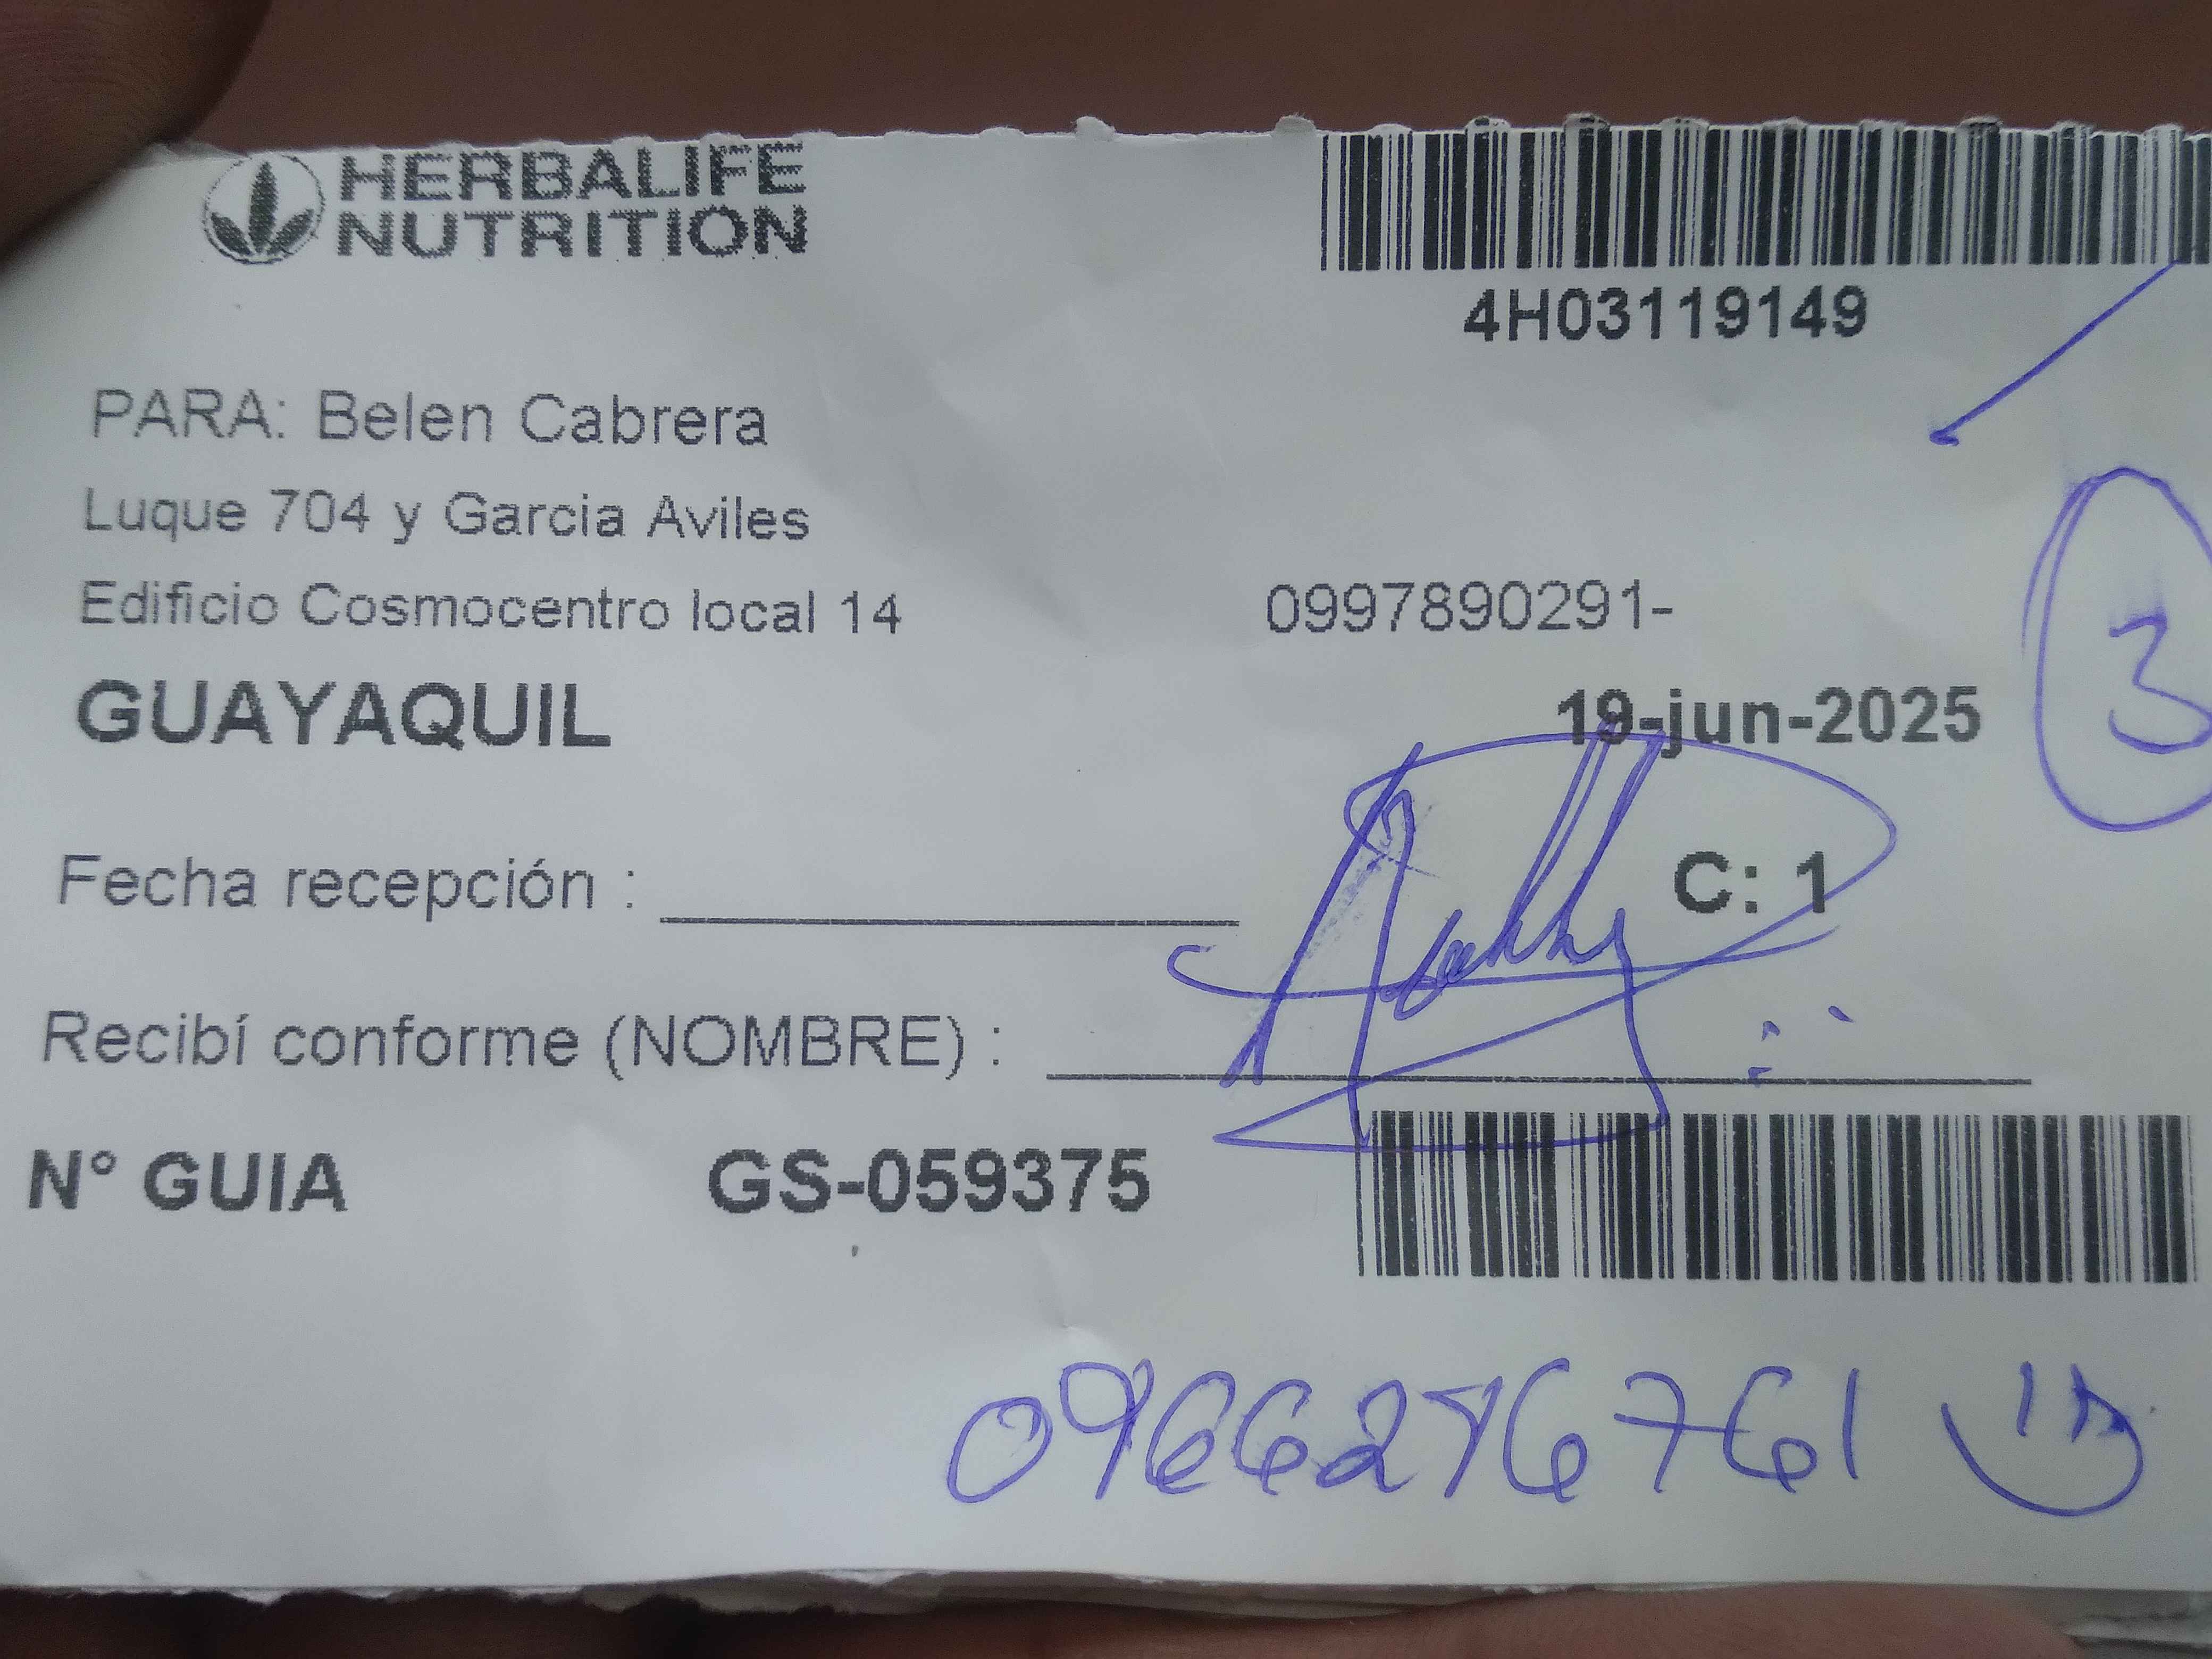 HERBALIFE
NUTRITION
4H03119149
PARA: Belen Cabrera
Luque 704 y Garcia Aviles
Edificio Cosmocentro local 14 0997890291-
3
GUAYAQUIL 19-jun-2025
Fecha recepción : C: 1
Recibí conforme (NOMBRE) :
N° GUIA GS-059375
0966276761